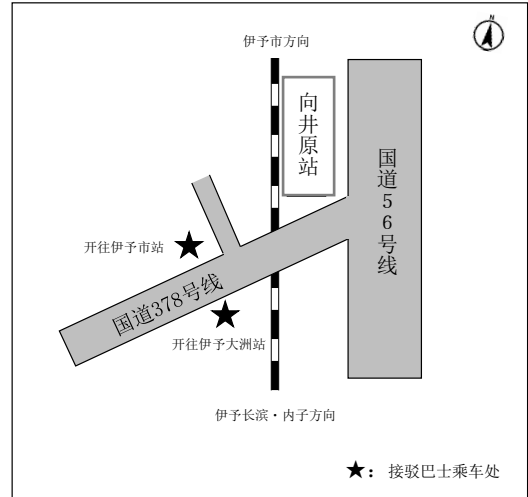 N
伊予市方向
向井原站
国道56号线
开往伊予市站
国道378号线
开往伊予大洲站
伊予长滨・内子方向
★： 接驳巴士乘车处